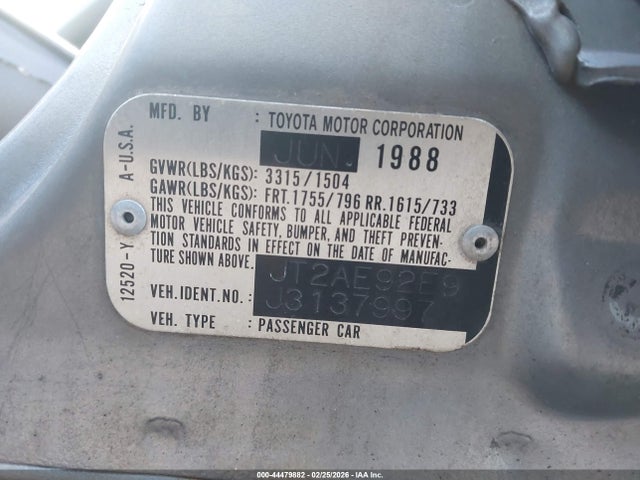 MFD. BY : TOYOTA MOTOR CORPORATION
JUN. 1988
GVWR(LBS/KGS): 3315/1504
GAWR(LBS/KGS): FRT.1755/796 RR.1615/733
THIS VEHICLE CONFORMS TO ALL APPLICABLE FEDERAL
MOTOR VEHICLE SAFETY, BUMPER, AND THEFT PREVEN-
TION STANDARDS IN EFFECT ON THE DATE OF MANUFAC-
TURE SHOWN ABOVE.
JT2AE92E9
VEH.IDENT.NO. : J3137997
VEH. TYPE : PASSENGER CAR
12520-Y A-U.S.A.
000-44479882 - 02/25/2026 - IAA Inc.